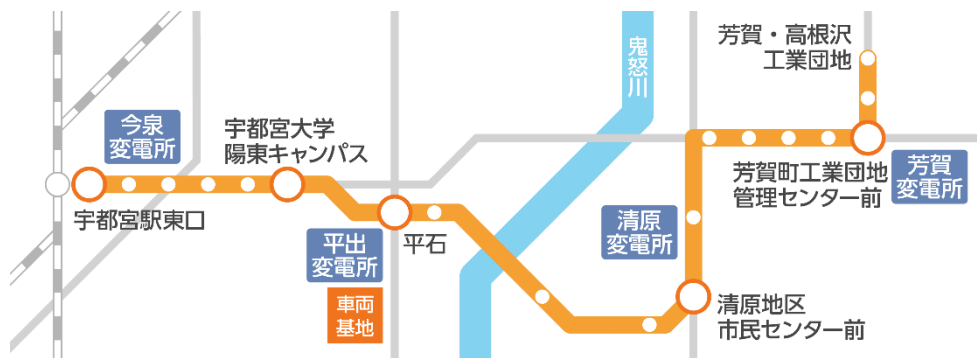 芳賀・高根沢
工業団地
鬼怒川
今泉
変電所
宇都宮大学
陽東キャンパス
芳賀町工業団地
管理センター前
芳賀
変電所
宇都宮駅東口
清原
変電所
平出
変電所
平石
車両
基地
清原地区
市民センター前